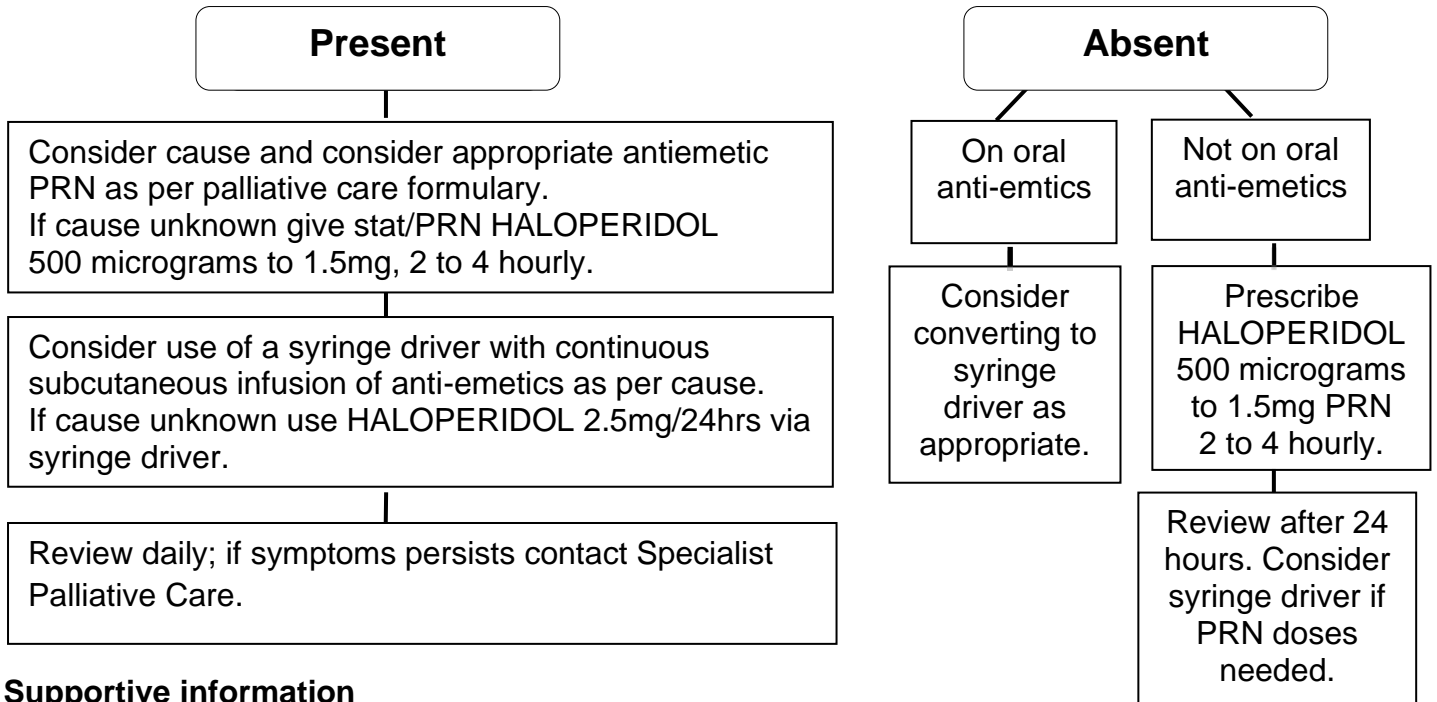 Present
Consider cause and consider appropriate antiemetic
PRN as per palliative care formulary.
If cause unknown give stat/PRN HALOPERIDOL
500 micrograms to 1.5mg, 2 to 4 hourly.
Consider use of a syringe driver with continuous
subcutaneous infusion of anti-emetics as per cause.
If cause unknown use HALOPERIDOL 2.5mg/24hrs via
syringe driver.
Review daily; if symptoms persists contact Specialist
Palliative Care.
Absent
On oral
anti-emtics
Consider
converting to
syringe
driver as
appropriate.
Not on oral
anti-emetics
Prescribe
HALOPERIDOL
500 micrograms
to 1.5mg PRN
2 to 4 hourly.
Review after 24
hours. Consider
syringe driver if
PRN doses
needed.
Supportive information